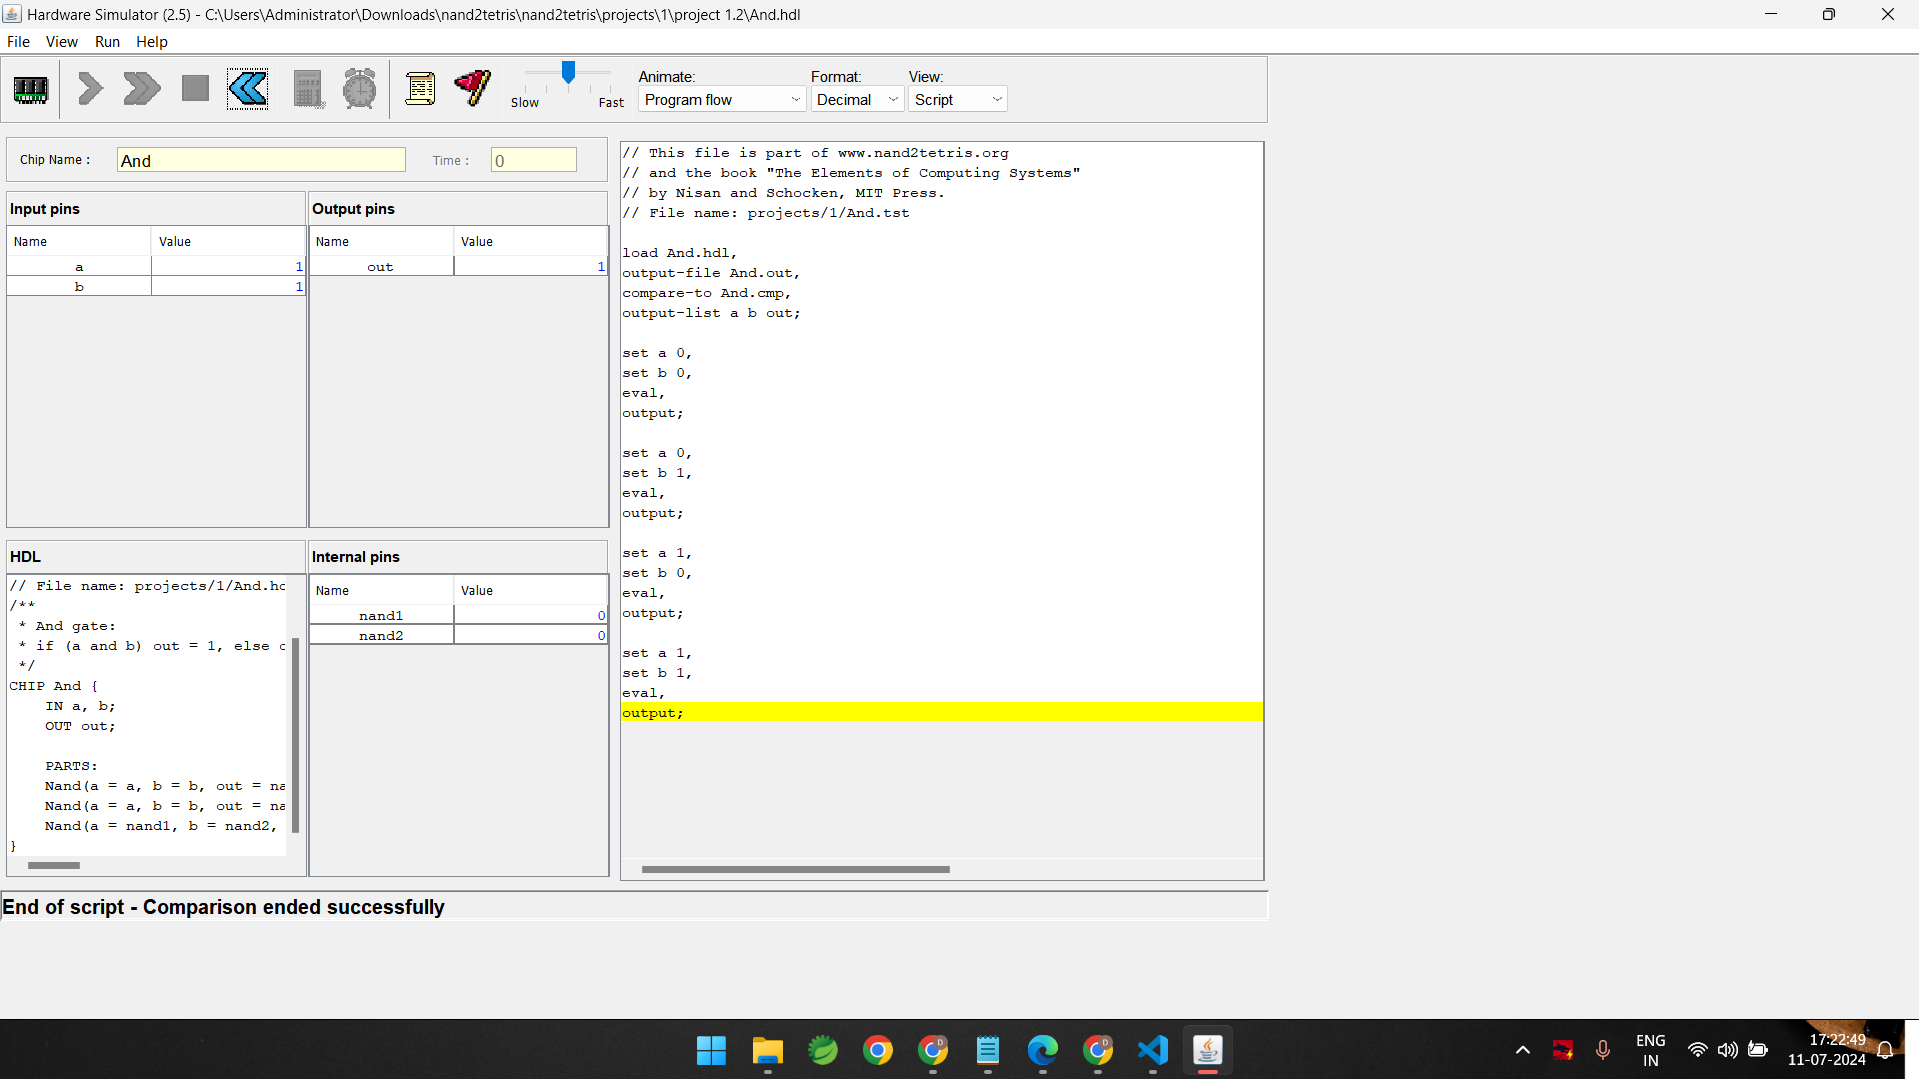 Hardware Simulator (2.5) - C:\Users\Administrator\Downloads\nand2tetris\nand2tetris\projects\1\project 1.2\And.hdl
File View Run Help
Slow Fast
Animate: Format: View:
Program flow Decimal Script
Chip Name : And Time : 0
Input pins Output pins
Name Value Name Value
a 1 out 1
b 1
HDL Internal pins
// File name: projects/1/And.hd
/**
* And gate:
* if (a and b) out = 1, else o
*/
CHIP And {
IN a, b;
OUT out;
PARTS:
Nand(a = a, b = b, out = na
Nand(a = a, b = b, out = na
Nand(a = nand1, b = nand2,
}
Name Value
nand1 0
nand2 0
// This file is part of www.nand2tetris.org
// and the book "The Elements of Computing Systems"
// by Nisan and Schocken, MIT Press.
// File name: projects/1/And.tst
load And.hdl,
output-file And.out,
compare-to And.cmp,
output-list a b out;
set a 0,
set b 0,
eval,
output;
set a 0,
set b 1,
eval,
output;
set a 1,
set b 0,
eval,
output;
set a 1,
set b 1,
eval,
output;
End of script - Comparison ended successfully
D D
ENG
IN
17:22:49
11-07-2024